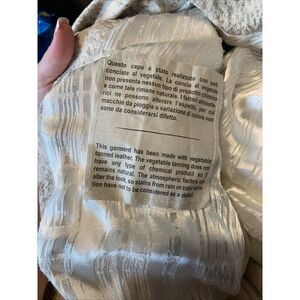 Questo capo è stato realizzato con pelli
conciate al vegetale. La concia al vegetale
non presenta nessun tipo di prodotto chimico
e come tale rimane naturale. I fattori atmosfe-
rici ne possono alterare l'aspetto, per cui
macchie da pioggia o variazione di colore non
sono da considerarsi difetto.
This garment has been made with vegetable
tanned leather. The vegetable tanning does not
have any type of chemical product so it
remains natural. The atmospheric factors can
alter the look so stains from rain or color
tion have not to be considered as a defect.